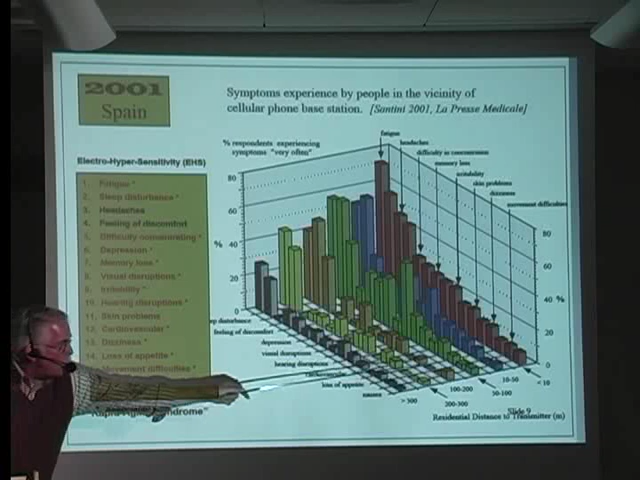 2001
Spain
Symptoms experience by people in the vicinity of
cellular phone base station. [Santini 2001, La Presse Medicale]
Electro-Hyper-Sensitivity (EHS)
1. Fatigue *
2. Sleep disturbance *
3. Headaches
4. Feeling of discomfort
5. Difficulty concentrating *
6. Depression *
7. Memory loss *
8. Visual disruptions *
9. Irritability *
10. Hearing disruptions *
11. Skin problems
12. Cardiovascular *
13. Dizziness *
14. Loss of appetite *
Movement difficulties *
Syndrome"
% respondents experiencing
symptoms "very often"
fatigue
headaches
difficulty in concentration
memory loss
irritability
skin problems
dizziness
movement difficulties
80
60
% 40
20
0
80
60
40 %
20
0
sleep disturbance
feeling of discomfort
depression
visual disruptions
hearing disruptions
cardiovascular
loss of appetite
nausea
> 300
200-300
100-200
50-100
10-50
< 10
Residential Distance to Transmitter (m)
Slide 9